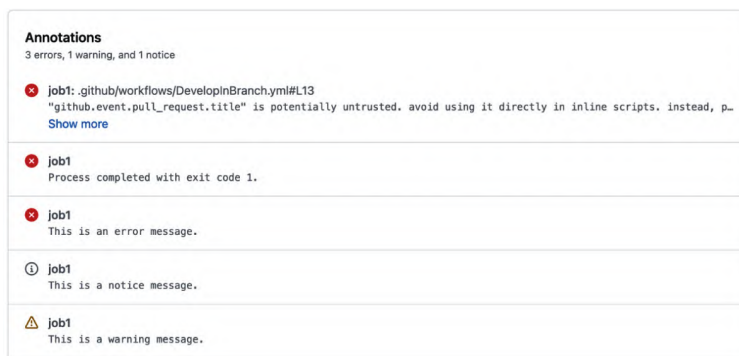 Annotations
3 errors, 1 warning, and 1 notice
job1: .github/workflows/DevelopInBranch.yml#L13
"github.event.pull_request.title" is potentially untrusted. avoid using it directly in inline scripts. instead, p…
Show more
job1
Process completed with exit code 1.
job1
This is an error message.
job1
This is a notice message.
job1
This is a warning message.